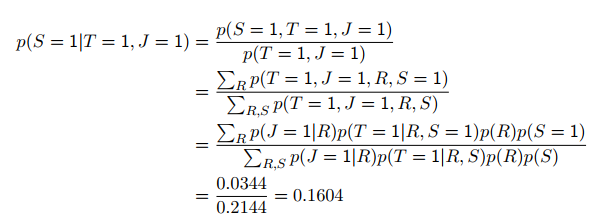 p(S = 1|T = 1, J = 1) = p(S = 1, T = 1, J = 1) / p(T = 1, J = 1)
= ∑_R p(T = 1, J = 1, R, S = 1) / ∑_{R,S} p(T = 1, J = 1, R, S)
= ∑_R p(J = 1|R)p(T = 1|R, S = 1)p(R)p(S = 1) / ∑_{R,S} p(J = 1|R)p(T = 1|R, S)p(R)p(S)
= 0.0344 / 0.2144 = 0.1604